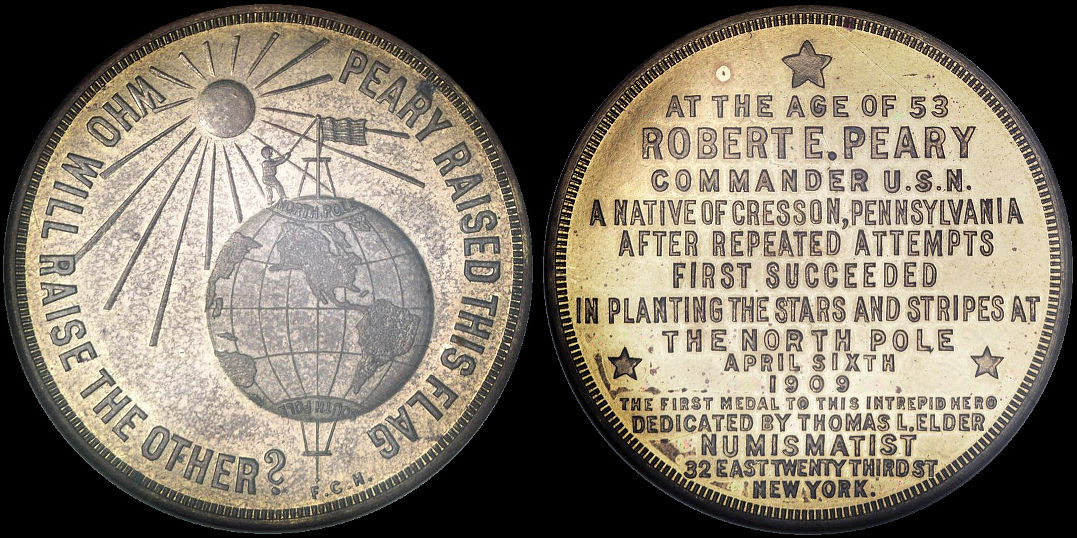 PEARY RAISED THIS FLAG
WHO WILL RAISE THE OTHER?
NORTH POLE
SOUTH POLE
F.C.H.
AT THE AGE OF 53
ROBERT E. PEARY
COMMANDER U.S.N.
A NATIVE OF CRESSON, PENNSYLVANIA
AFTER REPEATED ATTEMPTS
FIRST SUCCEEDED
IN PLANTING THE STARS AND STRIPES AT
THE NORTH POLE
APRIL SIXTH
1909
THE FIRST MEDAL TO THIS INTREPID HERO
DEDICATED BY THOMAS L. ELDER
NUMISMATIST
32 EAST TWENTY THIRD ST
NEW YORK.